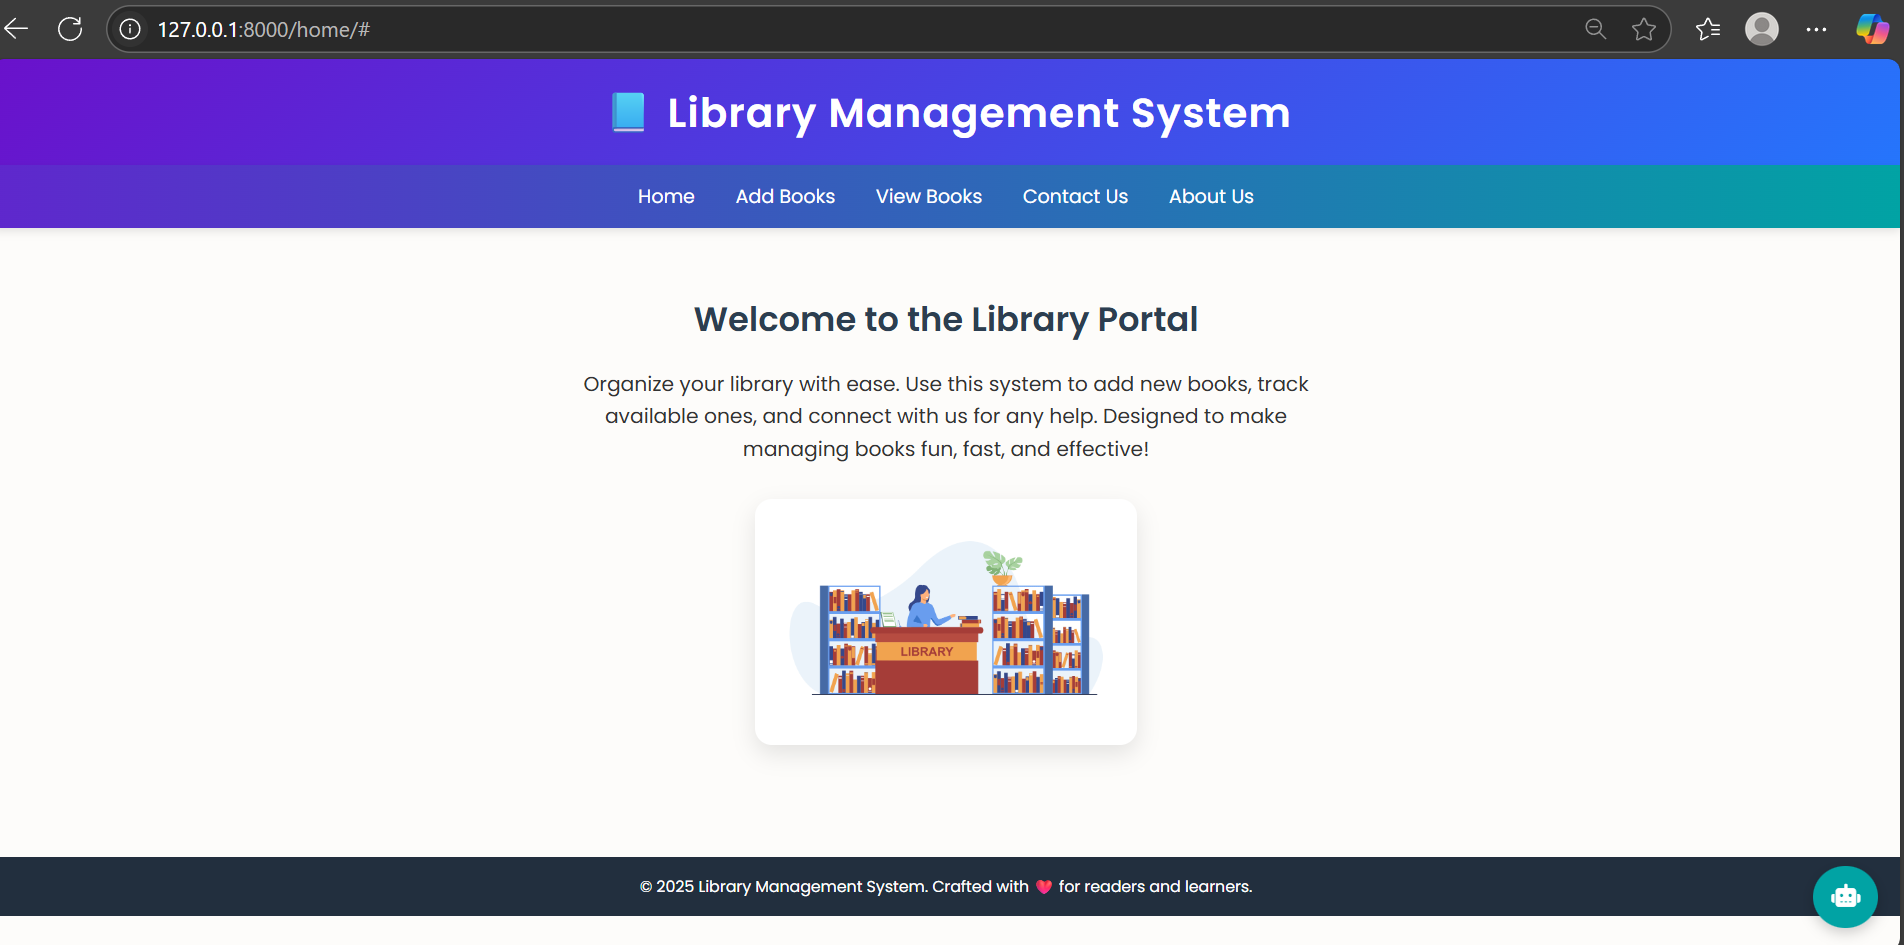 127.0.0.1:8000/home/#
Library Management System
Home Add Books View Books Contact Us About Us
Welcome to the Library Portal
Organize your library with ease. Use this system to add new books, track
available ones, and connect with us for any help. Designed to make
managing books fun, fast, and effective!
LIBRARY
© 2025 Library Management System. Crafted with ❤️ for readers and learners.